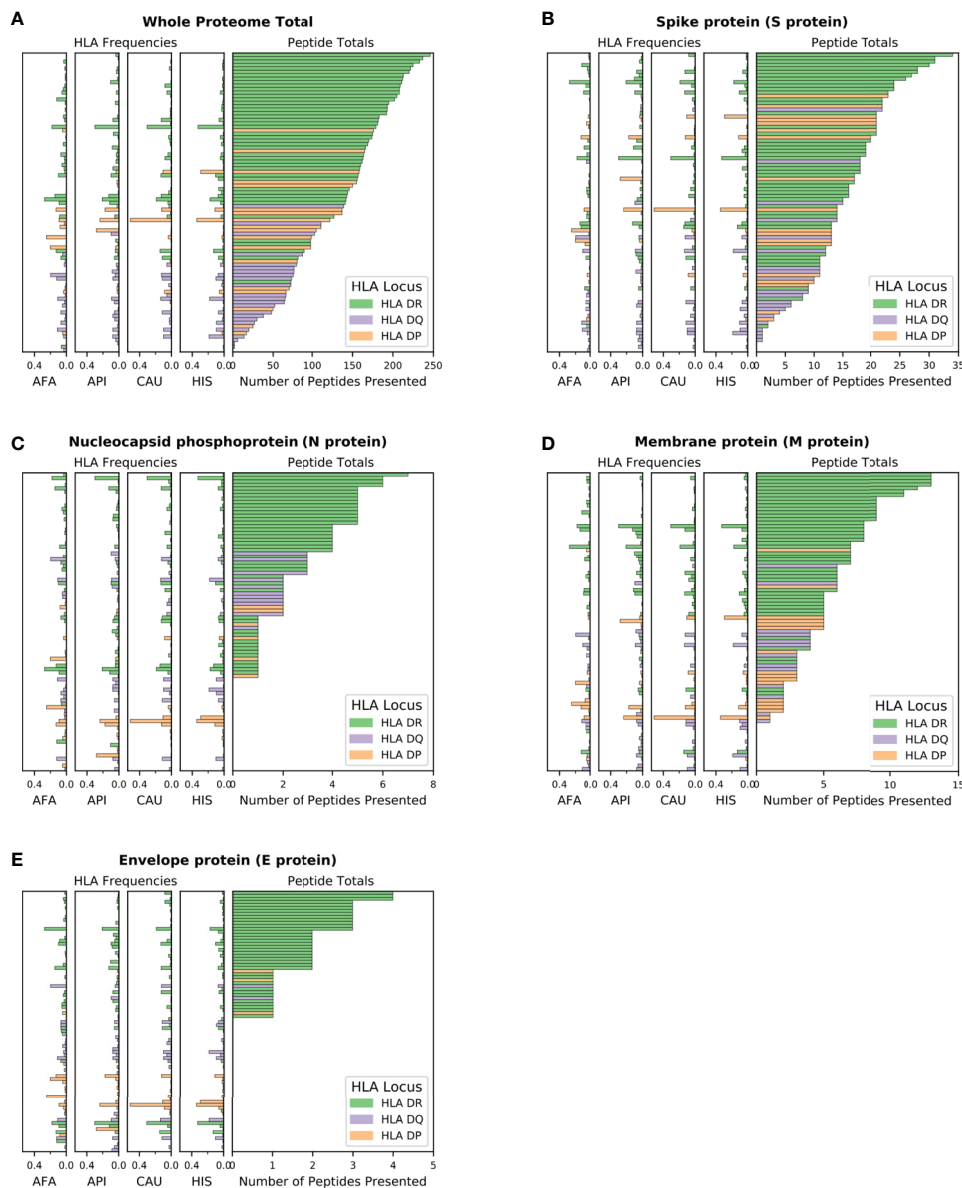 A
Whole Proteome Total
HLA Frequencies
Peptide Totals
HLA Locus
HLA DR
HLA DQ
HLA DP
0.4 0.0 0.4 0.0 0.4 0.0 0.4 0.0 0 50 100 150 200 250
AFA API CAU HIS Number of Peptides Presented
B
Spike protein (S protein)
HLA Frequencies
Peptide Totals
HLA Locus
HLA DR
HLA DQ
HLA DP
0.4 0.0 0.4 0.0 0.4 0.0 0.4 0.0 5 10 15 20 25 30 35
AFA API CAU HIS Number of Peptides Presented
C
Nucleocapsid phosphoprotein (N protein)
HLA Frequencies
Peptide Totals
HLA Locus
HLA DR
HLA DQ
HLA DP
0.4 0.0 0.4 0.0 0.4 0.0 0.4 0.0 0 2 4 6 8
AFA API CAU HIS Number of Peptides Presented
D
Membrane protein (M protein)
HLA Frequencies
Peptide Totals
HLA Locus
HLA DR
HLA DQ
HLA DP
0.4 0.0 0.4 0.0 0.4 0.0 0.4 0.0 5 10 15
AFA API CAU HIS Number of Peptides Presented
E
Envelope protein (E protein)
HLA Frequencies
Peptide Totals
HLA Locus
HLA DR
HLA DQ
HLA DP
0.4 0.0 0.4 0.0 0.4 0.0 0.4 0.0 0 1 2 3 4 5
AFA API CAU HIS Number of Peptides Presented